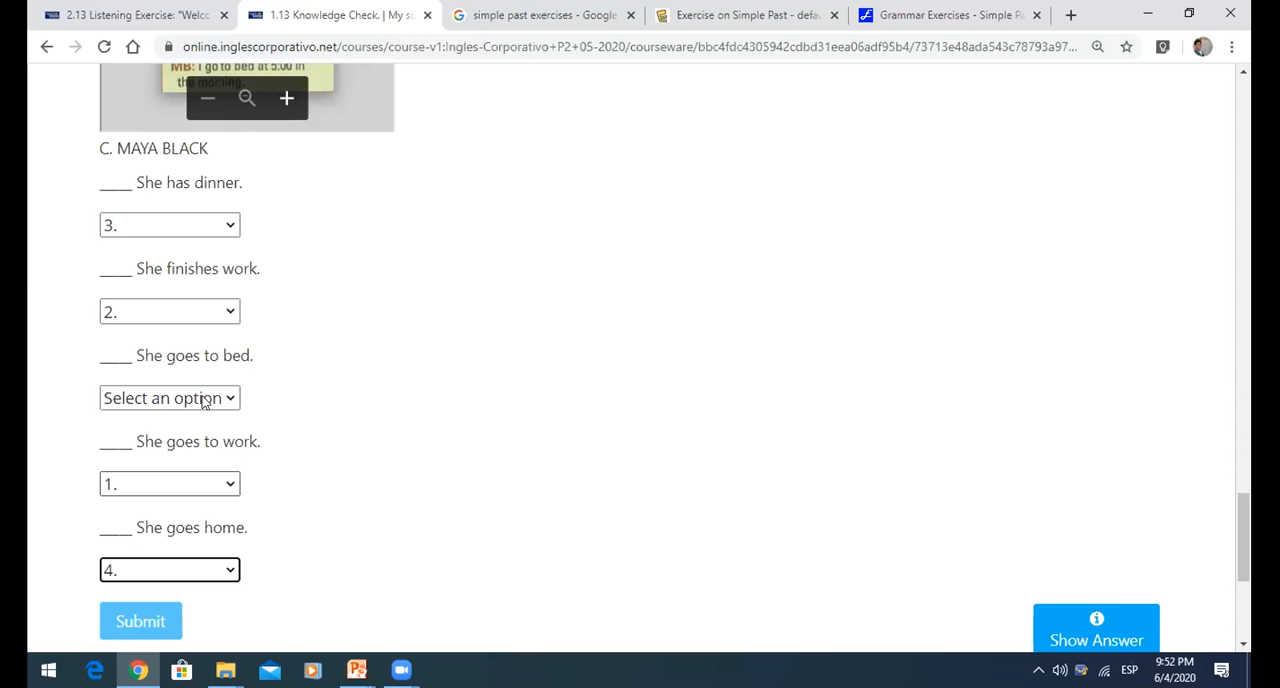 2.13 Listening Exercise: "Welcc
1.13 Knowledge Check. | My s
simple past exercises - Google
Exercise on Simple Past - defa
Grammar Exercises - Simple P
online.inglescorporativo.net/courses/course-v1:Ingles-Corporativo+P2+05-2020/courseware/bbc4fdc4305942cdbd31eea06adf95b4/73713e48ada543c78793a97...
MB: I go to bed at 5:00 in
the morning.
C. MAYA BLACK
____ She has dinner.
3.
____ She finishes work.
2.
____ She goes to bed.
Select an option
____ She goes to work.
1.
____ She goes home.
4.
Submit
Show Answer
ESP
9:52 PM
6/4/2020